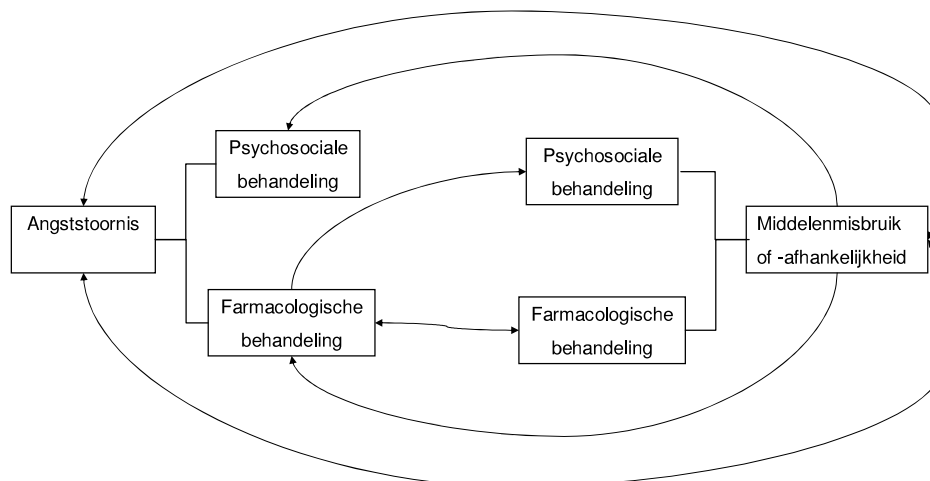 Psychosociale
behandeling
Psychosociale
behandeling
Angststoornis
Middelenmisbruik
of -afhankelijkheid
Farmacologische
behandeling
Farmacologische
behandeling